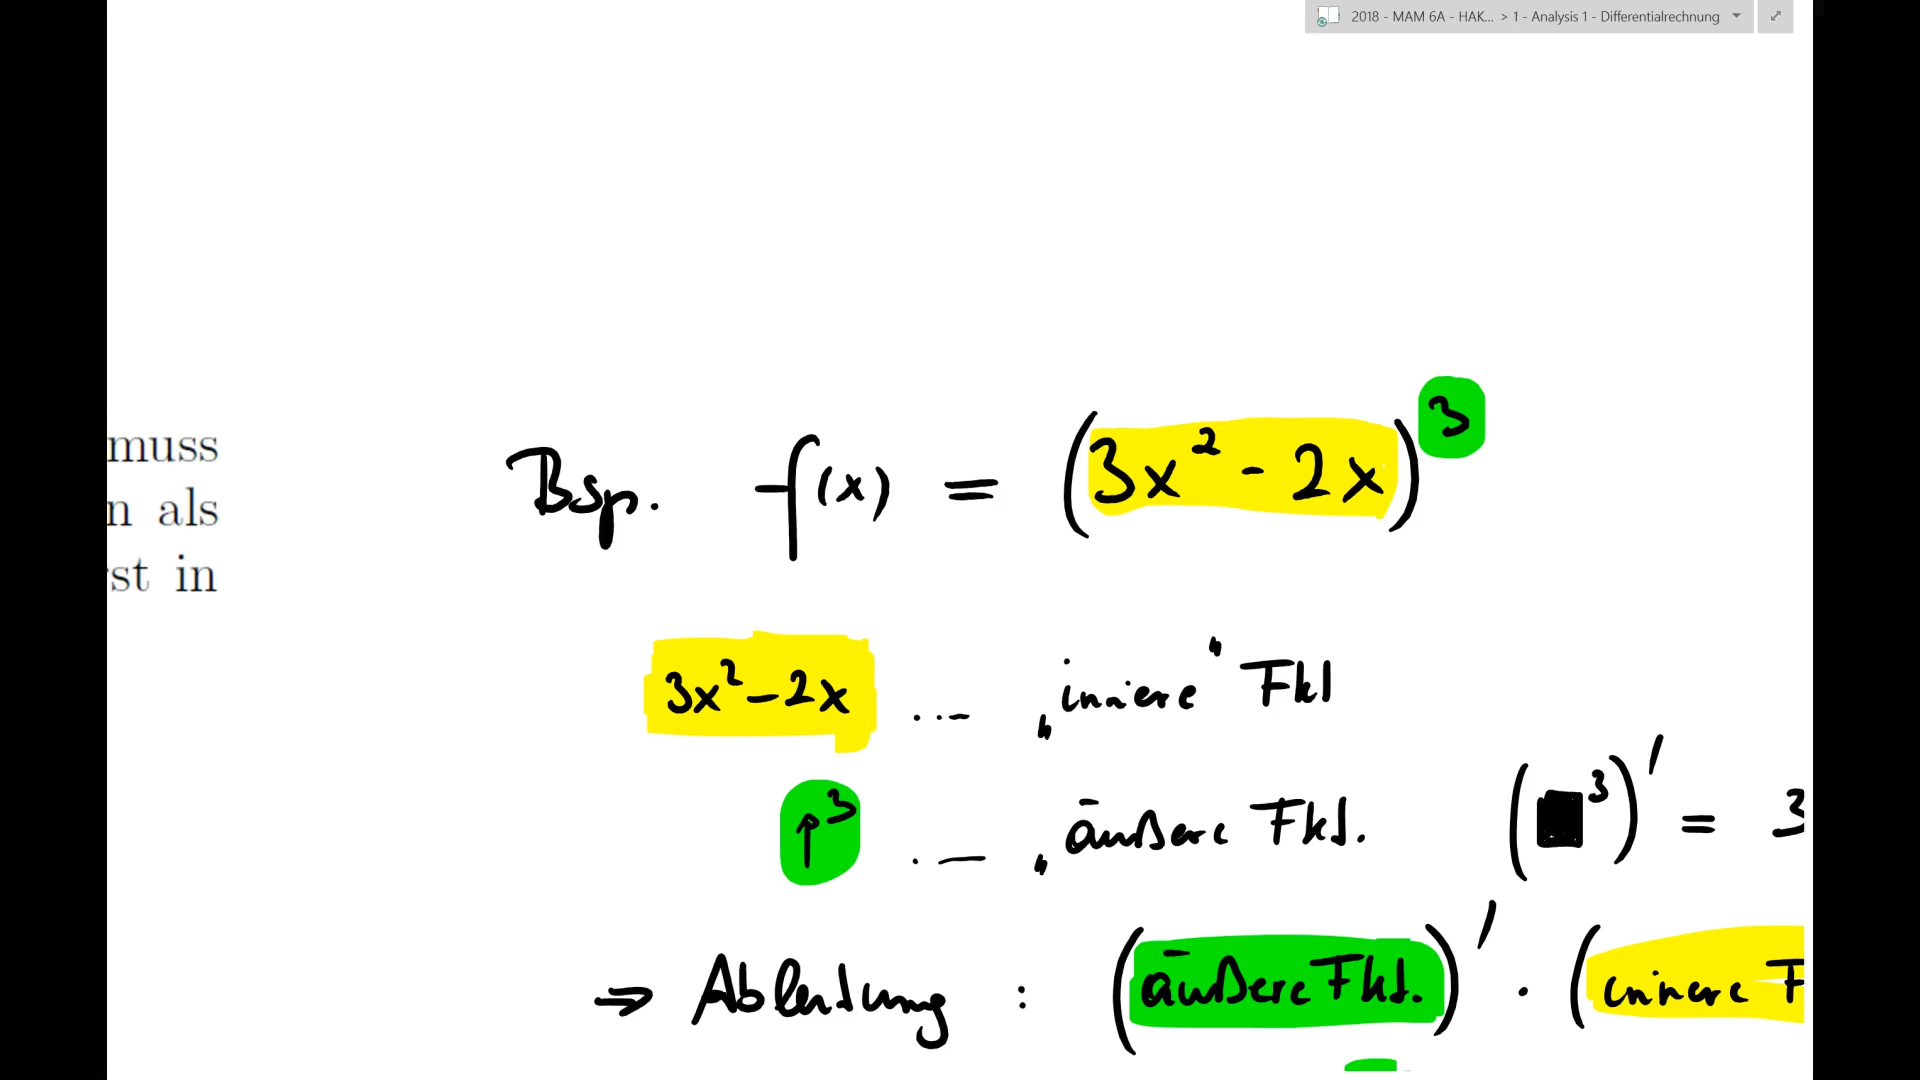 2018 - MAM 6A - HAK... > 1 - Analysis 1 - Differentialrechnung
muss
n als
rst in
Bsp. f(x) = (3x² - 2x)³
3x² - 2x ... „innere" Fkt
↑³ ... „äußere Fkt. (■³)' = 3
⇒ Ableitung : (äußere Fkt.)' · (innere F